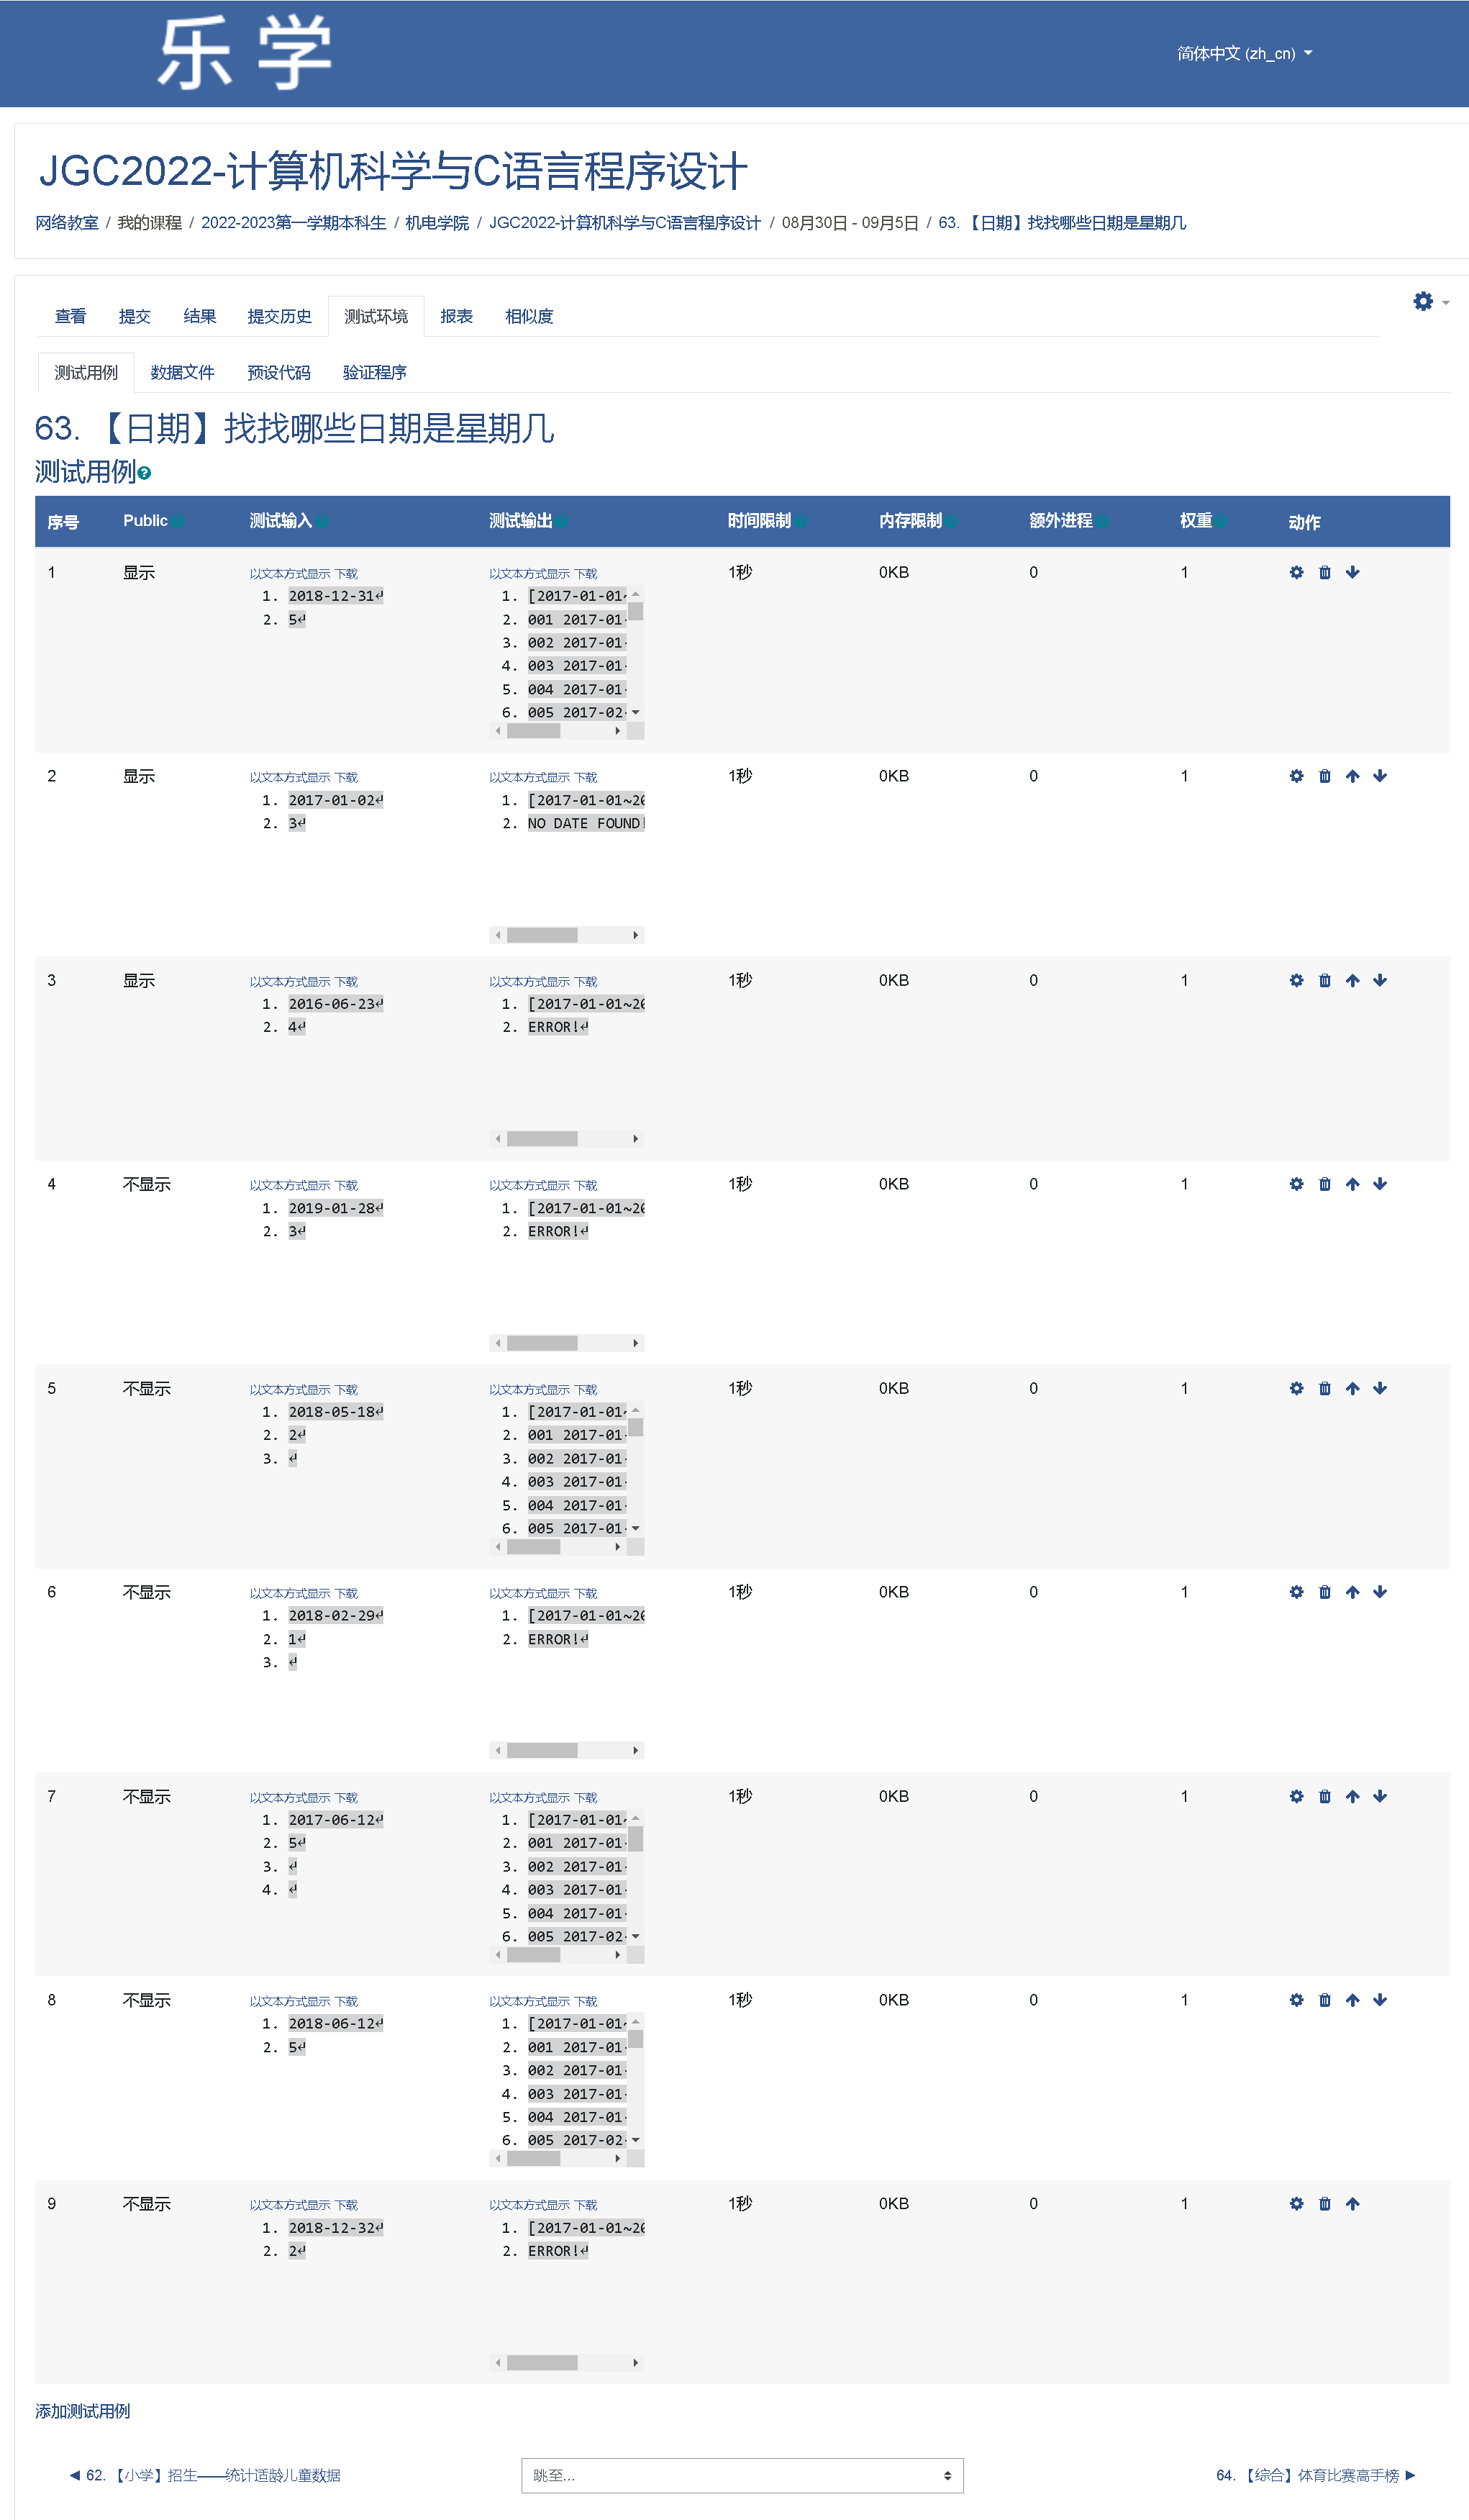 乐 学
简体中文 (zh_cn)
JGC2022-计算机科学与C语言程序设计
网络教室 / 我的课程 / 2022-2023第一学期本科生 / 机电学院 / JGC2022-计算机科学与C语言程序设计 / 08月30日 - 09月5日 / 63. 【日期】找找哪些日期是星期几
查看 提交 结果 提交历史 测试环境 报表 相似度
测试用例 数据文件 预设代码 验证程序
63. 【日期】找找哪些日期是星期几
测试用例
序号 Public 测试输入 测试输出 时间限制 内存限制 额外进程 权重 动作
1 显示 以文本方式显示 下载 以文本方式显示 下载 1秒 0KB 0 1
1. 2018-12-31↵ 1. [2017-01-01~
2. 5↵ 2. 001 2017-01-
3. 002 2017-01-
4. 003 2017-01-
5. 004 2017-01-
6. 005 2017-02-
2 显示 以文本方式显示 下载 以文本方式显示 下载 1秒 0KB 0 1
1. 2017-01-02↵ 1. [2017-01-01~20
2. 3↵ 2. NO DATE FOUND!
3 显示 以文本方式显示 下载 以文本方式显示 下载 1秒 0KB 0 1
1. 2016-06-23↵ 1. [2017-01-01~20
2. 4↵ 2. ERROR!↵
4 不显示 以文本方式显示 下载 以文本方式显示 下载 1秒 0KB 0 1
1. 2019-01-28↵ 1. [2017-01-01~20
2. 3↵ 2. ERROR!↵
5 不显示 以文本方式显示 下载 以文本方式显示 下载 1秒 0KB 0 1
1. 2018-05-18↵ 1. [2017-01-01~
2. 2↵ 2. 001 2017-01-
3. ↵ 3. 002 2017-01-
4. 003 2017-01-
5. 004 2017-01-
6. 005 2017-01-
6 不显示 以文本方式显示 下载 以文本方式显示 下载 1秒 0KB 0 1
1. 2018-02-29↵ 1. [2017-01-01~20
2. 1↵ 2. ERROR!↵
3. ↵
7 不显示 以文本方式显示 下载 以文本方式显示 下载 1秒 0KB 0 1
1. 2017-06-12↵ 1. [2017-01-01~
2. 5↵ 2. 001 2017-01-
3. ↵ 3. 002 2017-01-
4. ↵ 4. 003 2017-01-
5. 004 2017-01-
6. 005 2017-02-
8 不显示 以文本方式显示 下载 以文本方式显示 下载 1秒 0KB 0 1
1. 2018-06-12↵ 1. [2017-01-01~
2. 5↵ 2. 001 2017-01-
3. 002 2017-01-
4. 003 2017-01-
5. 004 2017-01-
6. 005 2017-02-
9 不显示 以文本方式显示 下载 以文本方式显示 下载 1秒 0KB 0 1
1. 2018-12-32↵ 1. [2017-01-01~20
2. 2↵ 2. ERROR!↵
添加测试用例
◄ 62. 【小学】招生——统计适龄儿童数据 跳至... 64. 【综合】体育比赛高手榜 ►